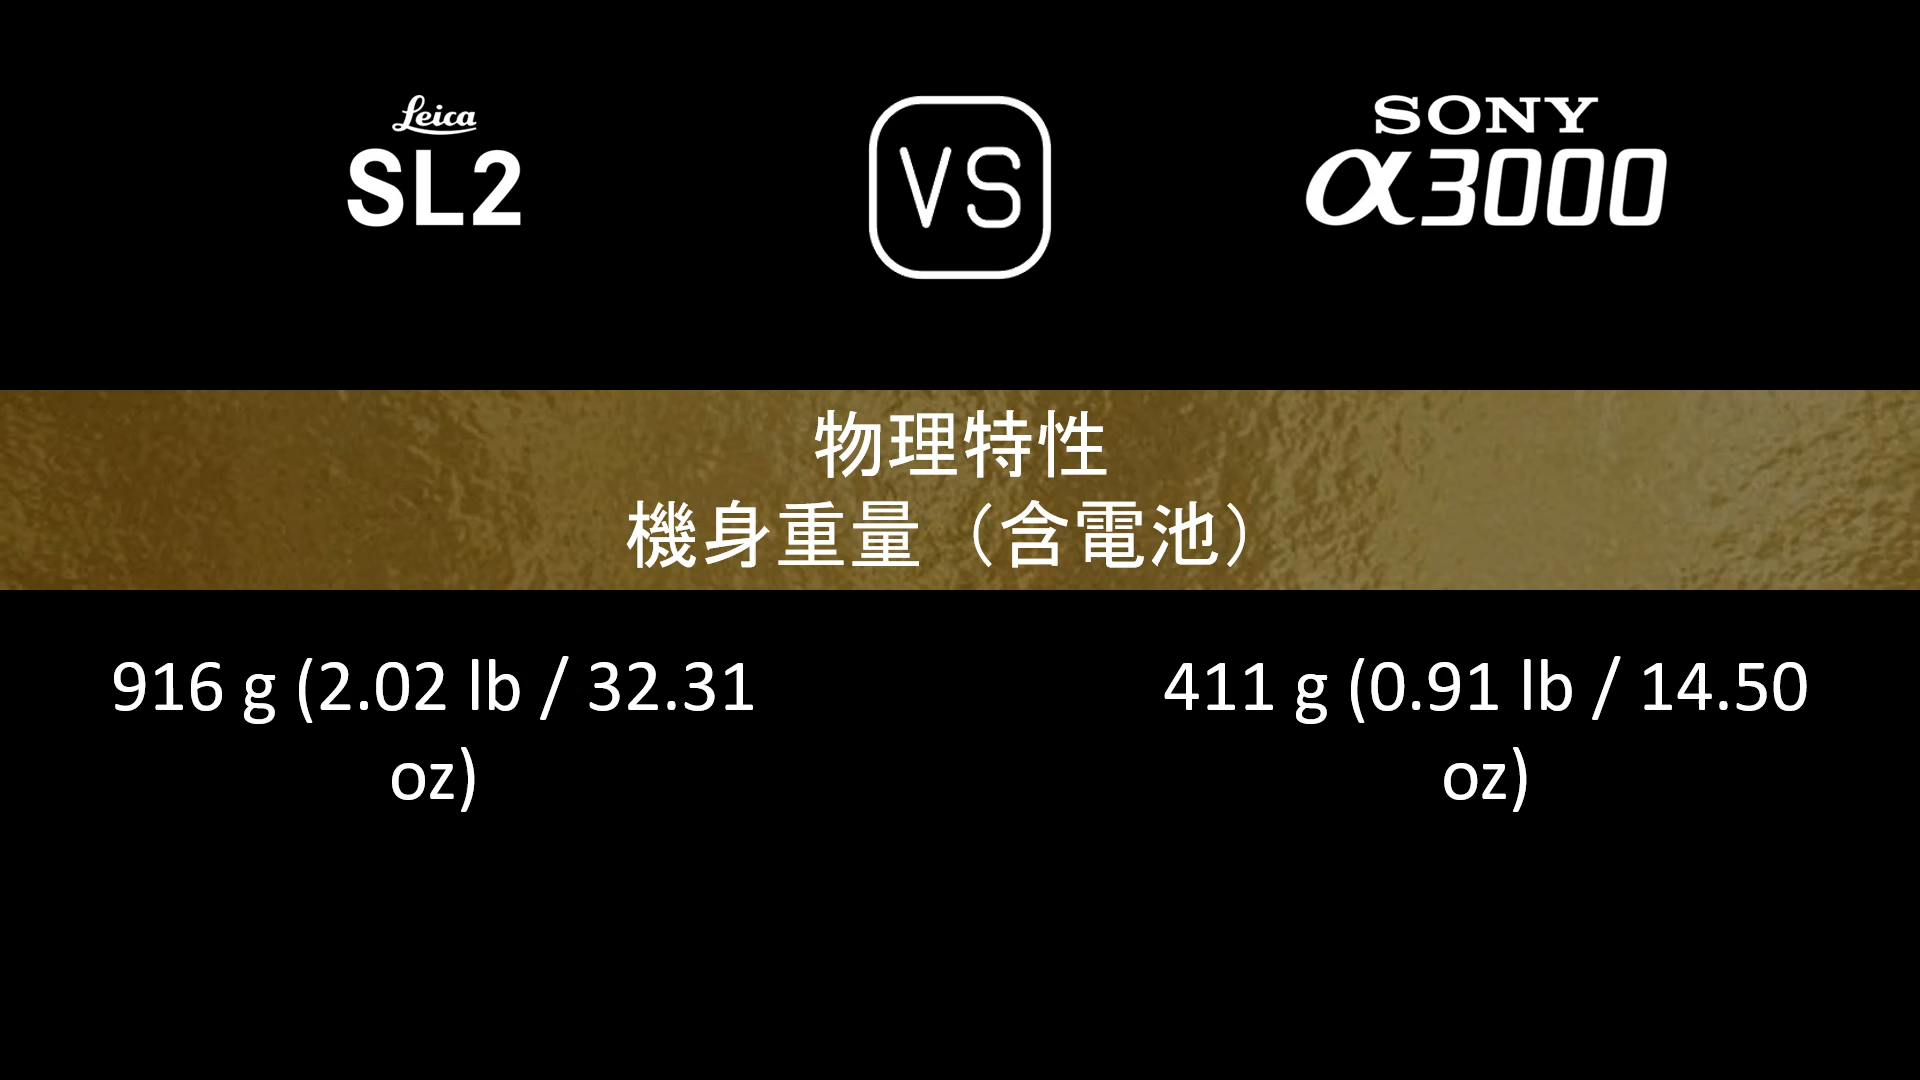 Leica
SL2
VS
SONY
α3000
物理特性
機身重量（含電池）
916 g (2.02 lb / 32.31
oz)
411 g (0.91 lb / 14.50
oz)